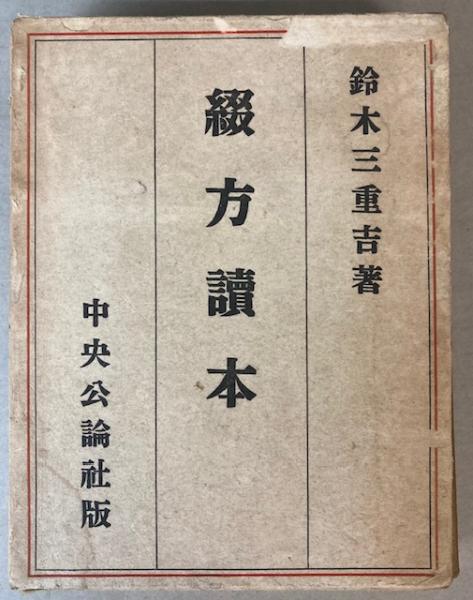 鈴木三重吉著
綴方讀本
中央公論社版